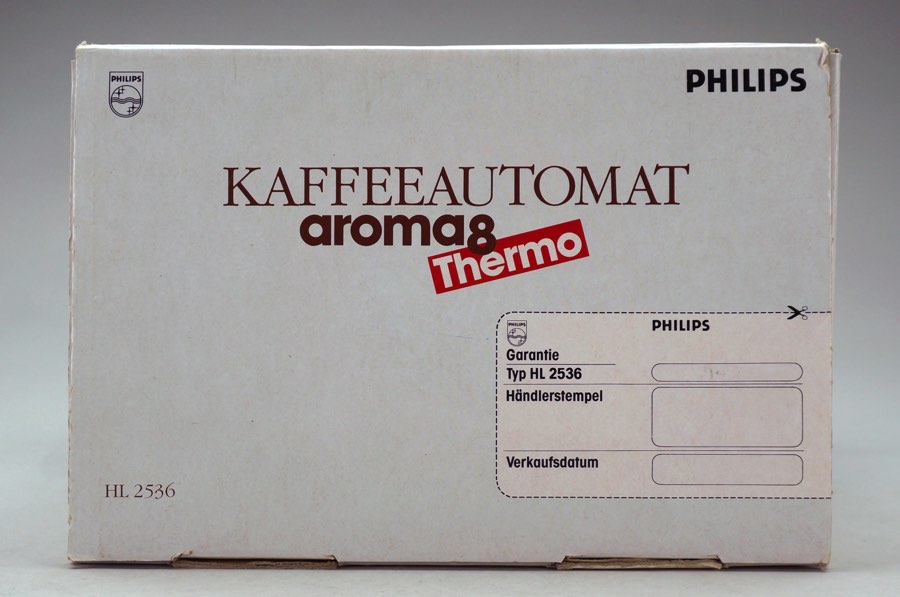 PHILIPS
PHILIPS
KAFFEEAUTOMAT
aroma8
Thermo
PHILIPS
PHILIPS
Garantie
Typ HL 2536
Händlerstempel
Verkaufsdatum
HL 2536